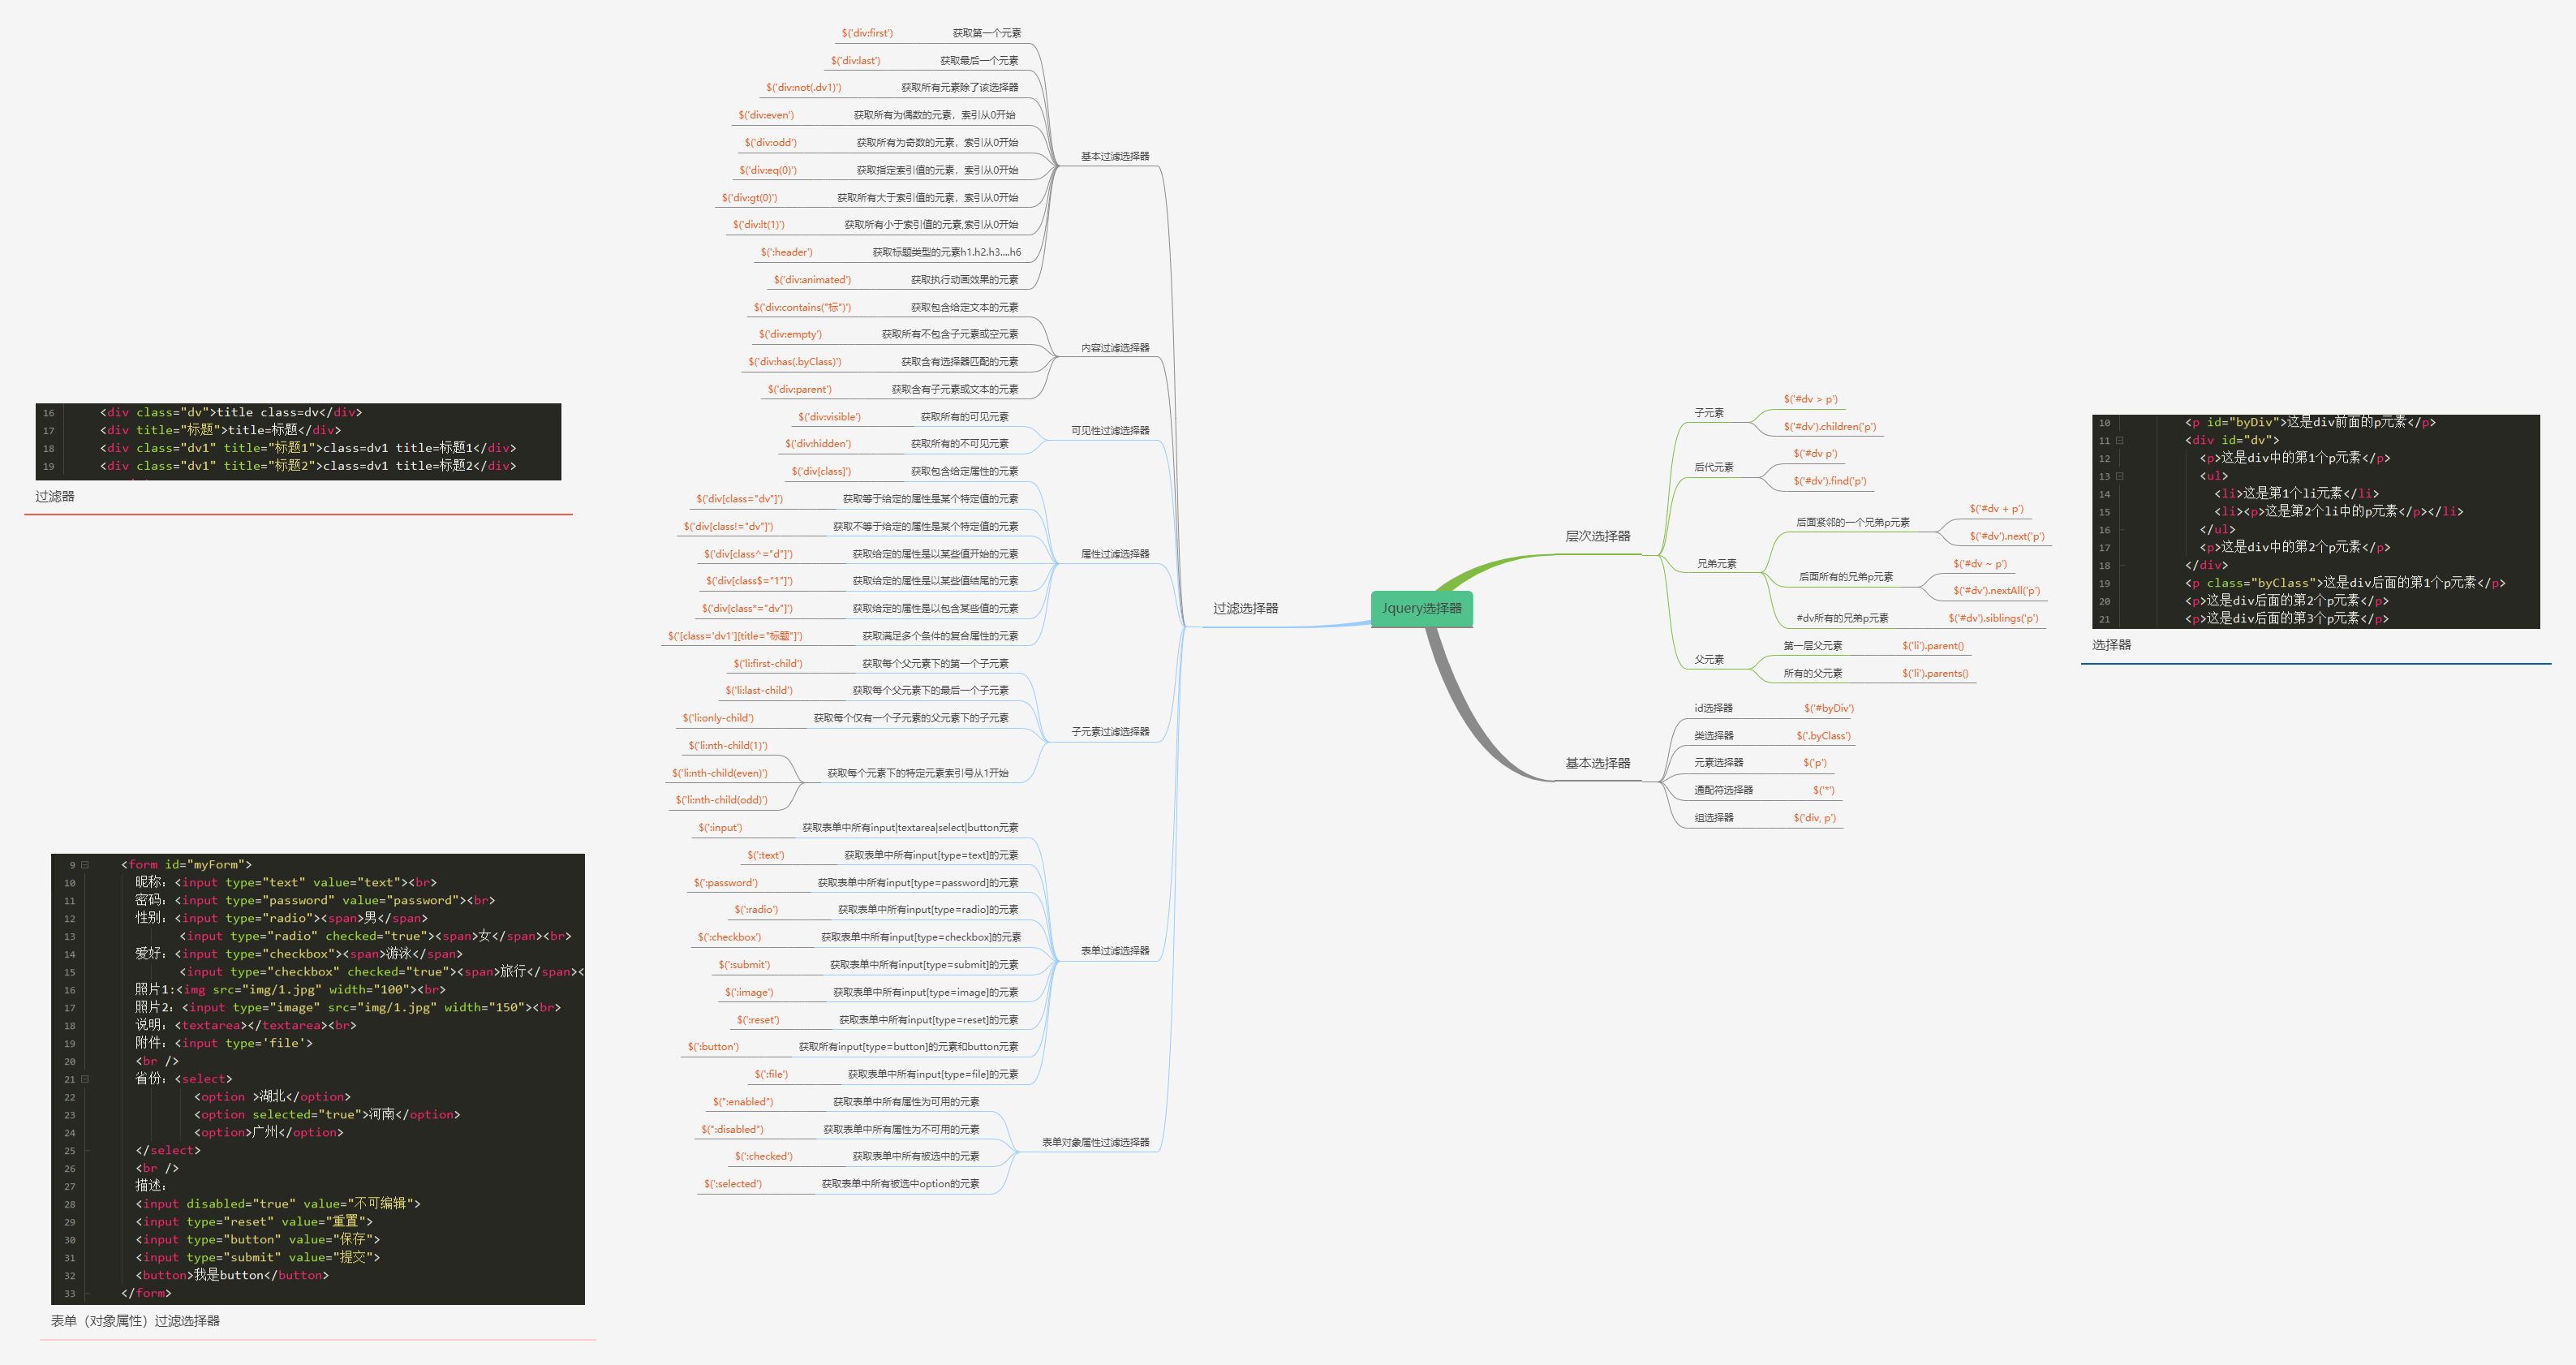 Jquery选择器
过滤选择器
基本过滤选择器
$('div:first') 获取第一个元素
$('div:last') 获取最后一个元素
$('div:not(.dv1)') 获取所有元素除了该选择器
$('div:even') 获取所有为偶数的元素，索引从0开始
$('div:odd') 获取所有为奇数的元素，索引从0开始
$('div:eq(0)') 获取指定索引值的元素，索引从0开始
$('div:gt(0)') 获取所有大于索引值的元素，索引从0开始
$('div:lt(1)') 获取所有小于索引值的元素,索引从0开始
$(':header') 获取标题类型的元素h1.h2.h3....h6
$('div:animated') 获取执行动画效果的元素
内容过滤选择器
$('div:contains("标")') 获取包含给定文本的元素
$('div:empty') 获取所有不包含子元素或空元素
$('div:has(.byClass)') 获取含有选择器匹配的元素
$('div:parent') 获取含有子元素或文本的元素
可见性过滤选择器
$('div:visible') 获取所有的可见元素
$('div:hidden') 获取所有的不可见元素
属性过滤选择器
$('div[class]') 获取包含给定属性的元素
$('div[class="dv"]') 获取等于给定的属性是某个特定值的元素
$('div[class!="dv"]') 获取不等于给定的属性是某个特定值的元素
$('div[class^="d"]') 获取给定的属性是以某些值开始的元素
$('div[class$="1"]') 获取给定的属性是以某些值结尾的元素
$('div[class*="dv"]') 获取给定的属性是以包含某些值的元素
$('[class='dv1'][title="标题"]') 获取满足多个条件的复合属性的元素
子元素过滤选择器
$('li:first-child') 获取每个父元素下的第一个子元素
$('li:last-child') 获取每个父元素下的最后一个子元素
$('li:only-child') 获取每个仅有一个子元素的父元素下的子元素
获取每个元素下的特定元素索引号从1开始
$('li:nth-child(1)')
$('li:nth-child(even)')
$('li:nth-child(odd)')
表单过滤选择器
$(':input') 获取表单中所有input|textarea|select|button元素
$(':text') 获取表单中所有input[type=text]的元素
$(':password') 获取表单中所有input[type=password]的元素
$(':radio') 获取表单中所有input[type=radio]的元素
$(':checkbox') 获取表单中所有input[type=checkbox]的元素
$(':submit') 获取表单中所有input[type=submit]的元素
$(':image') 获取表单中所有input[type=image]的元素
$(':reset') 获取表单中所有input[type=reset]的元素
$(':button') 获取所有input[type=button]的元素和button元素
$(':file') 获取表单中所有input[type=file]的元素
表单对象属性过滤选择器
$(":enabled") 获取表单中所有属性为可用的元素
$(":disabled") 获取表单中所有属性为不可用的元素
$(':checked') 获取表单中所有被选中的元素
$(':selected') 获取表单中所有被选中option的元素
层次选择器
子元素
$('#dv > p')
$('#dv').children('p')
后代元素
$('#dv p')
$('#dv').find('p')
兄弟元素
后面紧邻的一个兄弟p元素
$('#dv + p')
$('#dv').next('p')
后面所有的兄弟p元素
$('#dv ~ p')
$('#dv').nextAll('p')
#dv所有的兄弟p元素 $('#dv').siblings('p')
父元素
第一层父元素 $('li').parent()
所有的父元素 $('li').parents()
基本选择器
id选择器 $('#byDiv')
类选择器 $('.byClass')
元素选择器 $('p')
通配符选择器 $('*')
组选择器 $('div, p')
16 <div class="dv">title class=dv</div>
17 <div title="标题">title=标题</div>
18 <div class="dv1" title="标题1">class=dv1 title=标题1</div>
19 <div class="dv1" title="标题2">class=dv1 title=标题2</div>
过滤器
9 <form id="myForm">
10 昵称：<input type="text" value="text"><br>
11 密码：<input type="password" value="password"><br>
12 性别：<input type="radio"><span>男</span>
13 <input type="radio" checked="true"><span>女</span><br>
14 爱好：<input type="checkbox"><span>游泳</span>
15 <input type="checkbox" checked="true"><span>旅行</span><
16 照片1:<img src="img/1.jpg" width="100"><br>
17 照片2：<input type="image" src="img/1.jpg" width="150"><br>
18 说明：<textarea></textarea><br>
19 附件：<input type='file'>
20 <br />
21 省份：<select>
22 <option >湖北</option>
23 <option selected="true">河南</option>
24 <option>广州</option>
25 </select>
26 <br />
27 描述：
28 <input disabled="true" value="不可编辑">
29 <input type="reset" value="重置">
30 <input type="button" value="保存">
31 <input type="submit" value="提交">
32 <button>我是button</button>
33 </form>
表单（对象属性）过滤选择器
10 <p id="byDiv">这是div前面的p元素</p>
11 <div id="dv">
12 <p>这是div中的第1个p元素</p>
13 <ul>
14 <li>这是第1个li元素</li>
15 <li><p>这是第2个li中的p元素</p></li>
16 </ul>
17 <p>这是div中的第2个p元素</p>
18 </div>
19 <p class="byClass">这是div后面的第1个p元素</p>
20 <p>这是div后面的第2个p元素</p>
21 <p>这是div后面的第3个p元素</p>
选择器